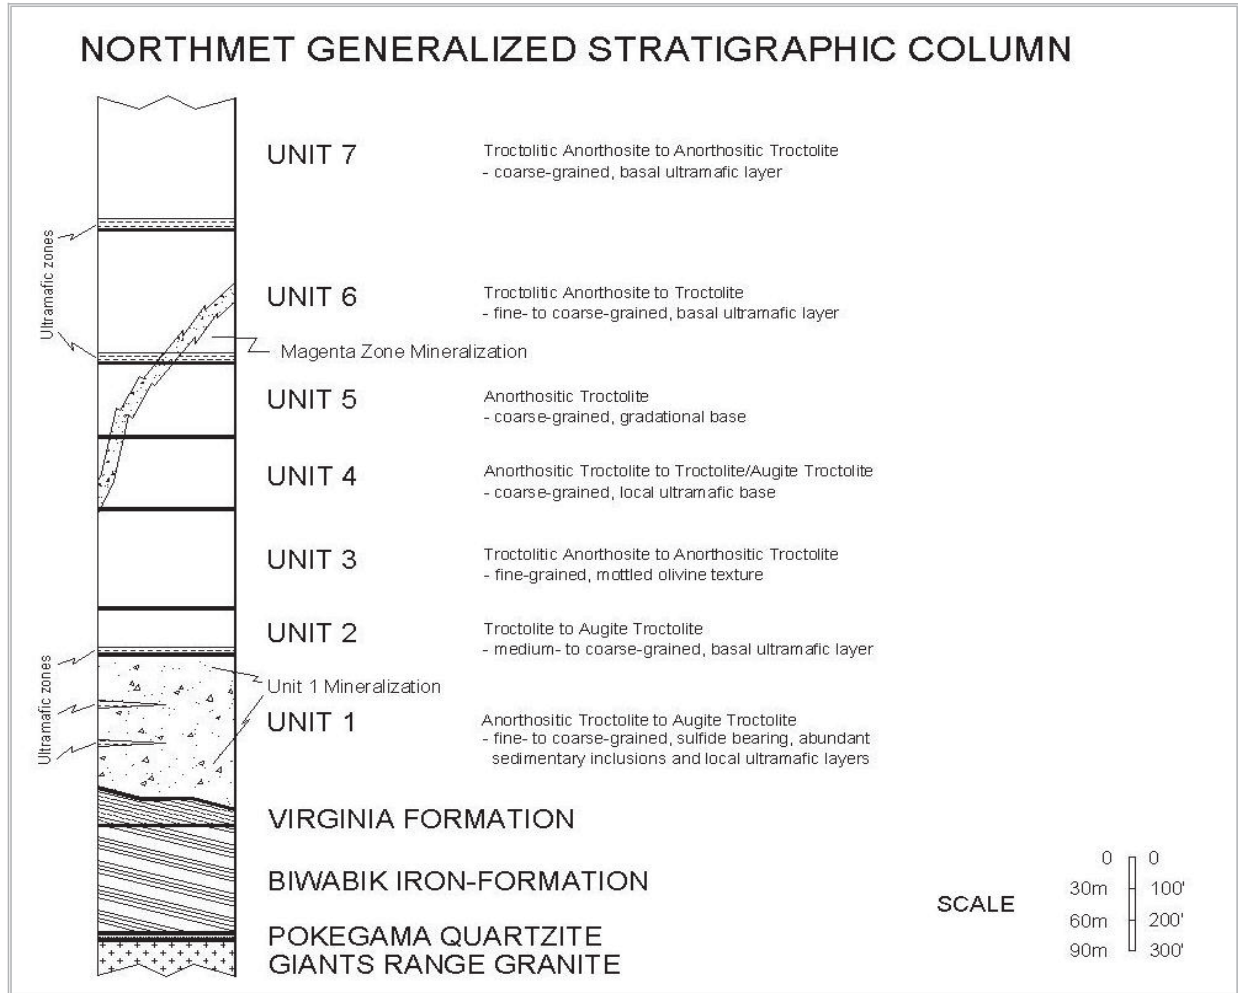 NORTHMET GENERALIZED STRATIGRAPHIC COLUMN
UNIT 7
Troctolitic Anorthosite to Anorthositic Troctolite
- coarse-grained, basal ultramafic layer
Ultramafic zones
UNIT 6
Troctolitic Anorthosite to Troctolite
- fine- to coarse-grained, basal ultramafic layer
Magenta Zone Mineralization
UNIT 5
Anorthositic Troctolite
- coarse-grained, gradational base
UNIT 4
Anorthositic Troctolite to Troctolite/Augite Troctolite
- coarse-grained, local ultramafic base
UNIT 3
Troctolitic Anorthosite to Anorthositic Troctolite
- fine-grained, mottled olivine texture
UNIT 2
Troctolite to Augite Troctolite
- medium- to coarse-grained, basal ultramafic layer
Ultramafic zones
Unit 1 Mineralization
UNIT 1
Anorthositic Troctolite to Augite Troctolite
- fine- to coarse-grained, sulfide bearing, abundant
sedimentary inclusions and local ultramafic layers
VIRGINIA FORMATION
BIWABIK IRON-FORMATION
POKEGAMA QUARTZITE
GIANTS RANGE GRANITE
SCALE
0 0
30m 100'
60m 200'
90m 300'